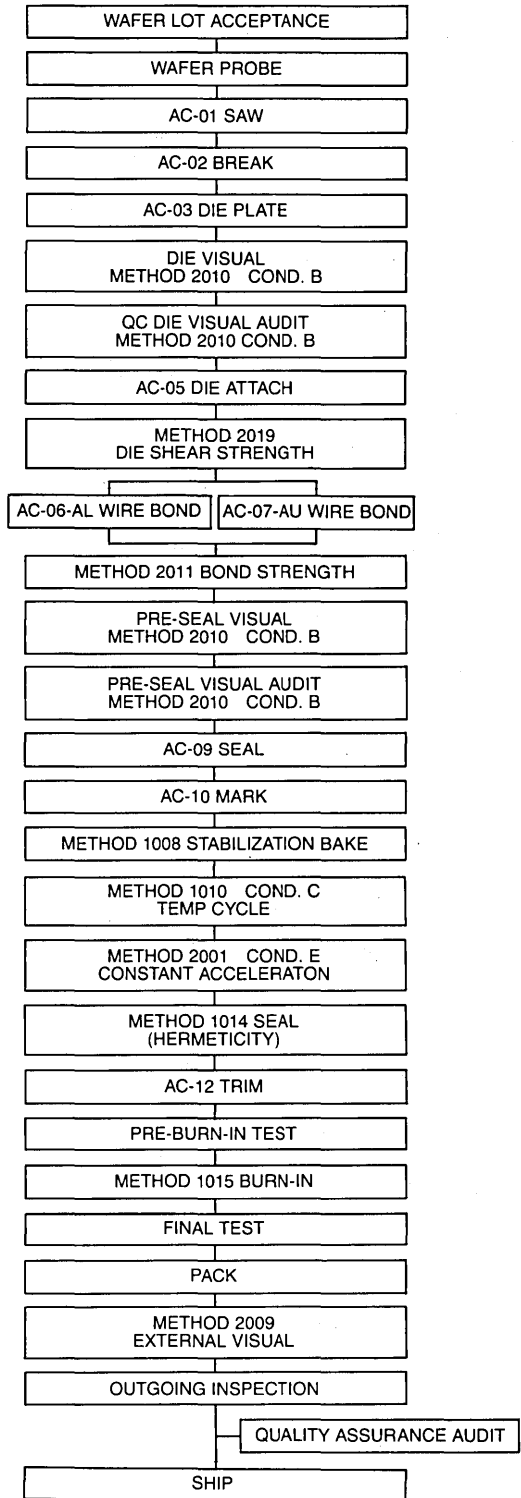 WAFER LOT ACCEPTANCE
WAFER PROBE
AC-01 SAW
AC-02 BREAK
AC-03 DIE PLATE
DIE VISUAL
METHOD 2010 COND. B
QC DIE VISUAL AUDIT
METHOD 2010 COND. B
AC-05 DIE ATTACH
METHOD 2019
DIE SHEAR STRENGTH
AC-06-AL WIRE BOND
AC-07-AU WIRE BOND
METHOD 2011 BOND STRENGTH
PRE-SEAL VISUAL
METHOD 2010 COND. B
PRE-SEAL VISUAL AUDIT
METHOD 2010 COND. B
AC-09 SEAL
AC-10 MARK
METHOD 1008 STABILIZATION BAKE
METHOD 1010 COND. C
TEMP CYCLE
METHOD 2001 COND. E
CONSTANT ACCELERATON
METHOD 1014 SEAL
(HERMETICITY)
AC-12 TRIM
PRE-BURN-IN TEST
METHOD 1015 BURN-IN
FINAL TEST
PACK
METHOD 2009
EXTERNAL VISUAL
OUTGOING INSPECTION
QUALITY ASSURANCE AUDIT
SHIP